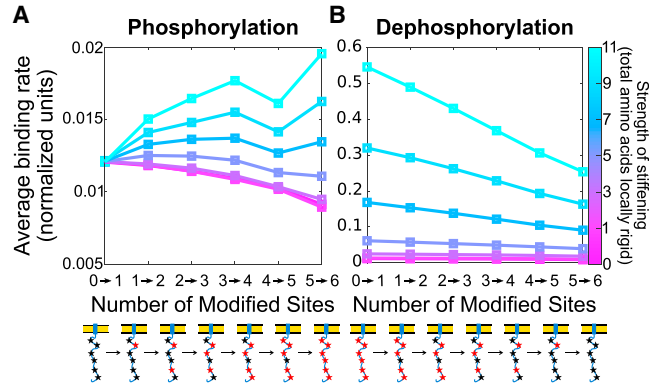 A
Phosphorylation
B
Dephosphorylation
Average binding rate
(normalized units)
0.02
0.015
0.01
0.005
0.6
0.5
0.4
0.3
0.2
0.1
0
11
9
7
5
3
1
0
Strength of stiffening
(total amino acids locally rigid)
0→1 1→2 2→3 3→4 4→5 5→6
0→1 1→2 2→3 3→4 4→5 5→6
Number of Modified Sites
Number of Modified Sites